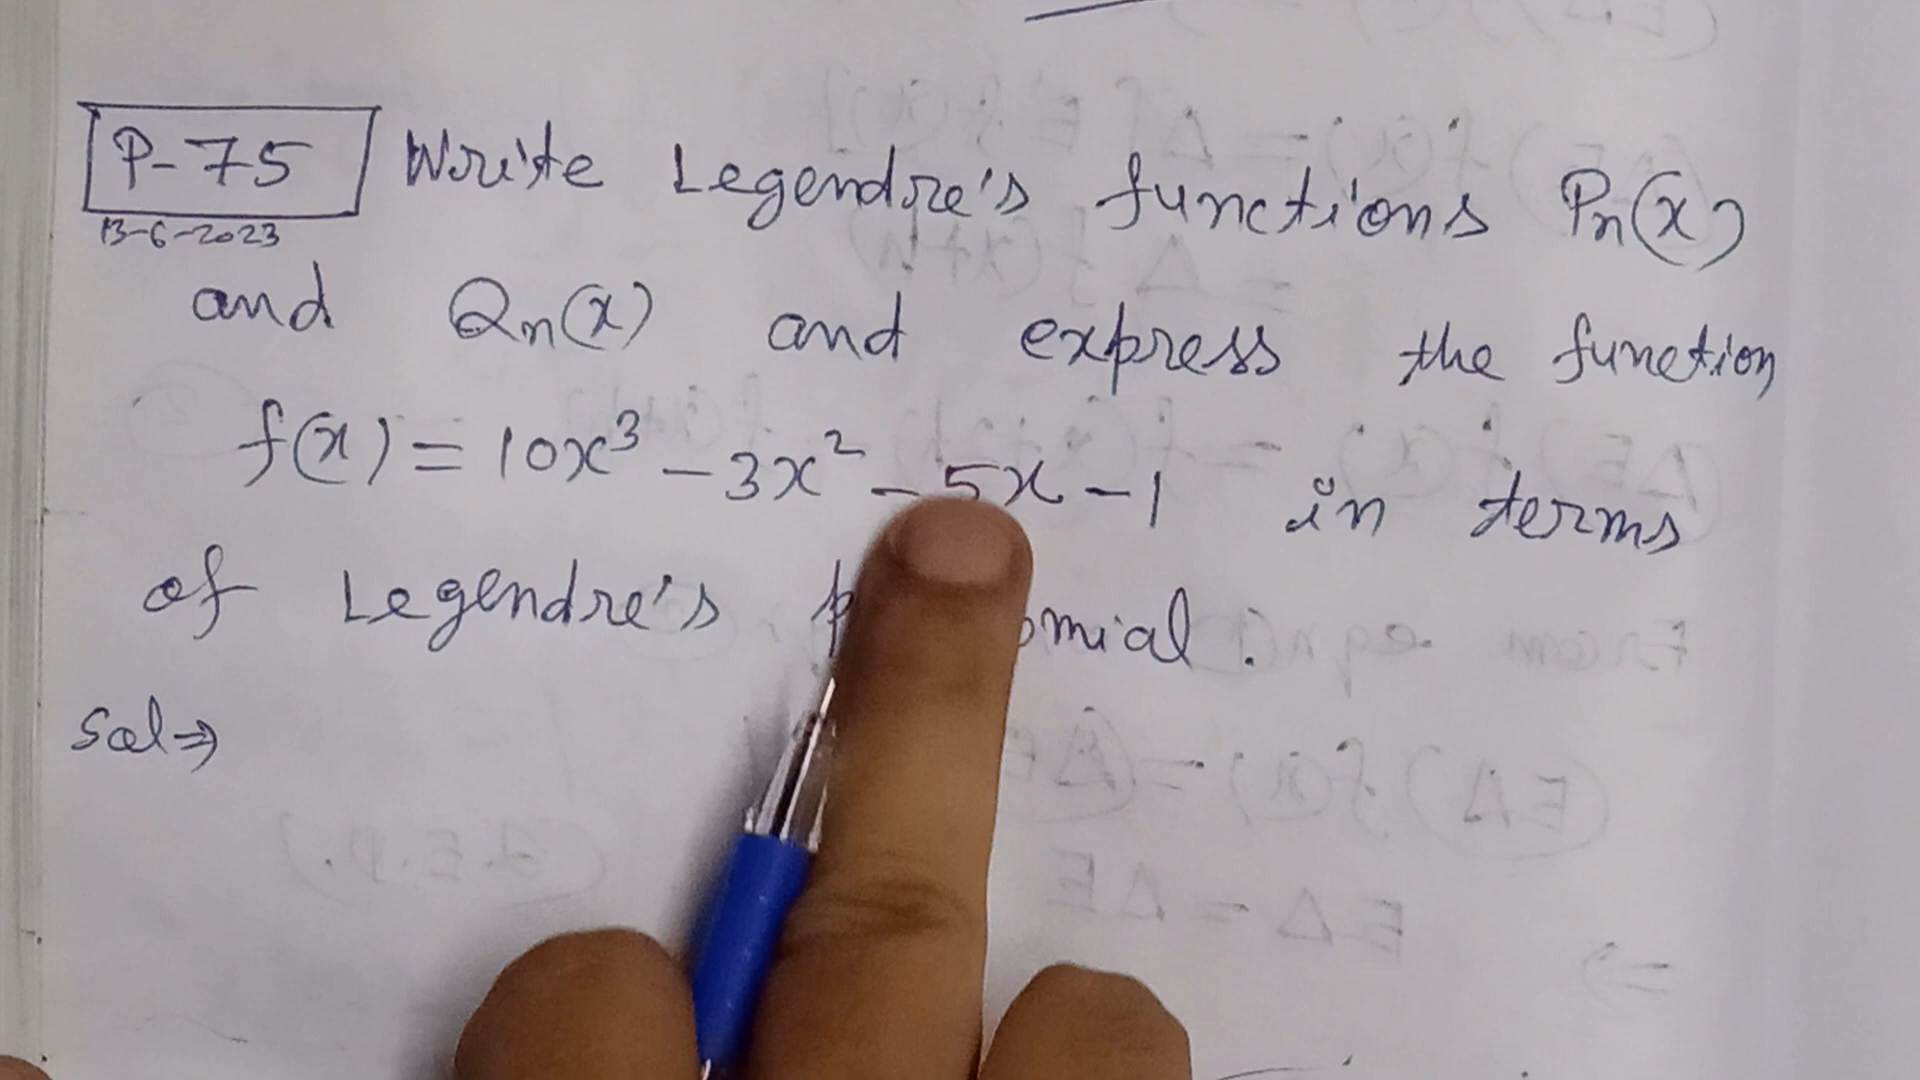 P-75 Write Legendre's functions Pn(x)
13-6-2023
and Qn(x) and express the function
f(x) = 10x³ - 3x² - 5x - 1 in terms
of Legendre's
Sol⇒